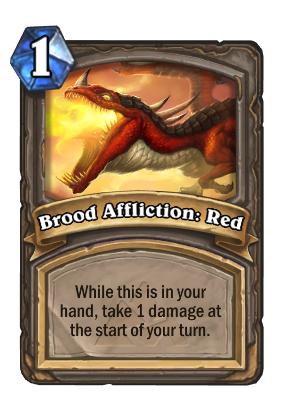 1
Brood Affliction: Red
While this is in your
hand, take 1 damage at
the start of your turn.